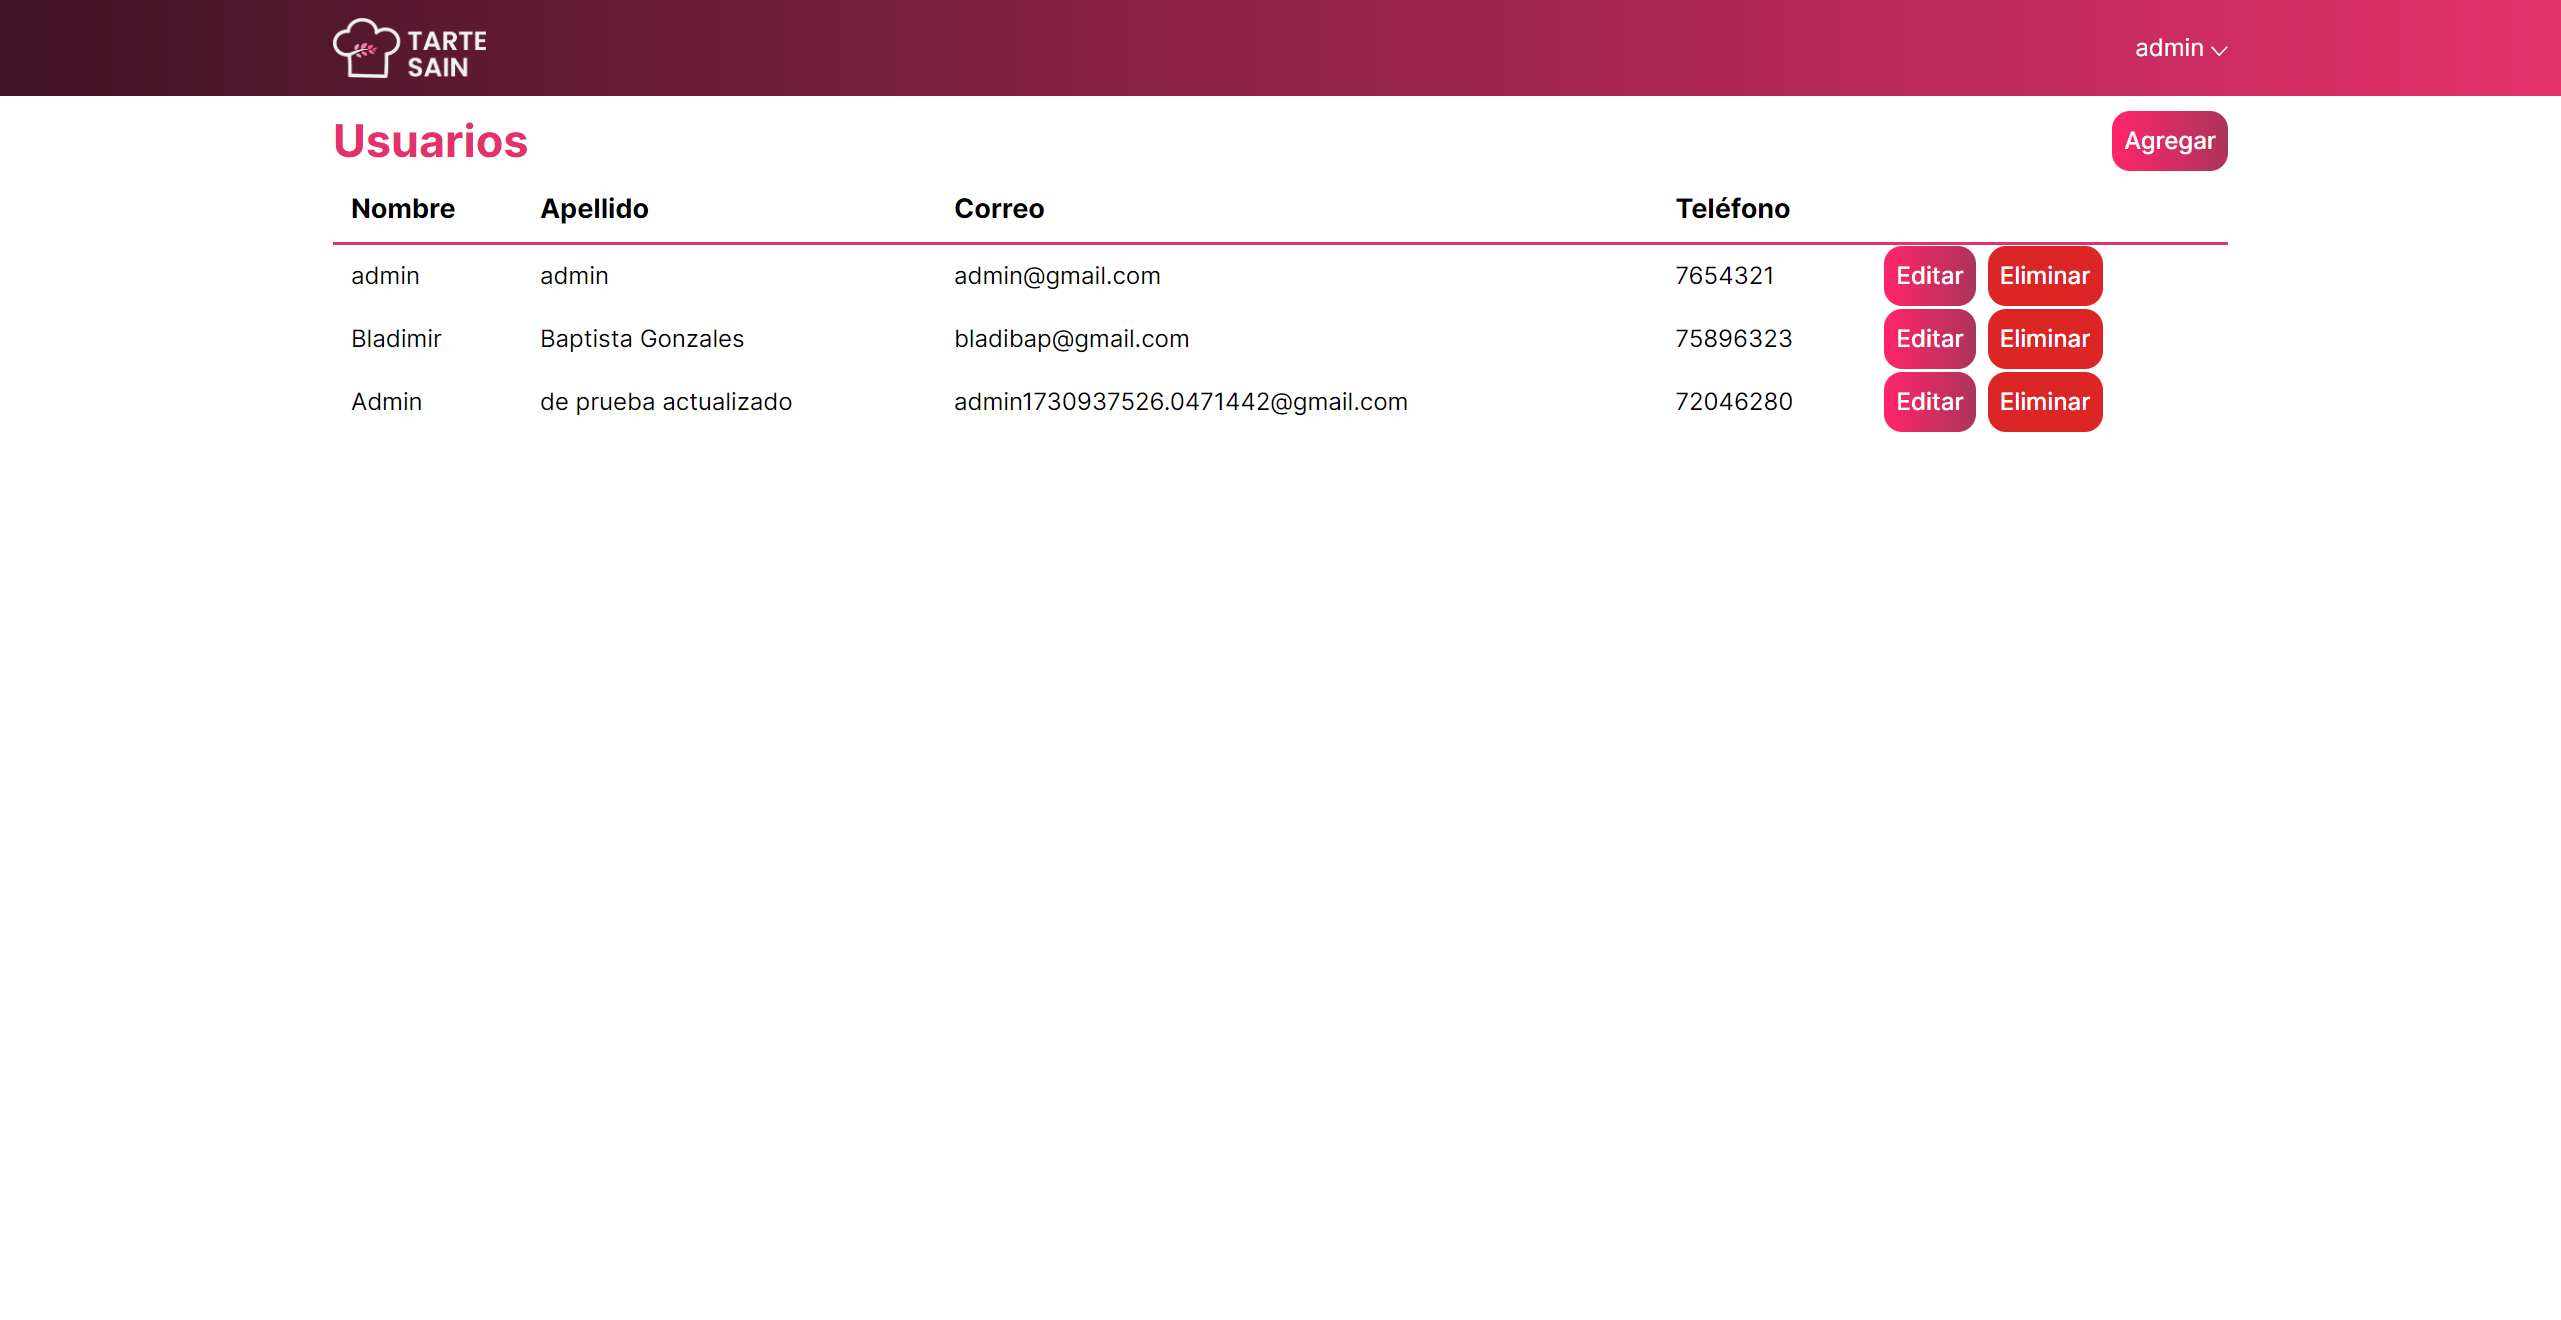 TARTE
SAIN
admin
Usuarios
Agregar
Nombre Apellido Correo Teléfono
admin admin admin@gmail.com 7654321 Editar Eliminar
Bladimir Baptista Gonzales bladibap@gmail.com 75896323 Editar Eliminar
Admin de prueba actualizado admin1730937526.0471442@gmail.com 72046280 Editar Eliminar